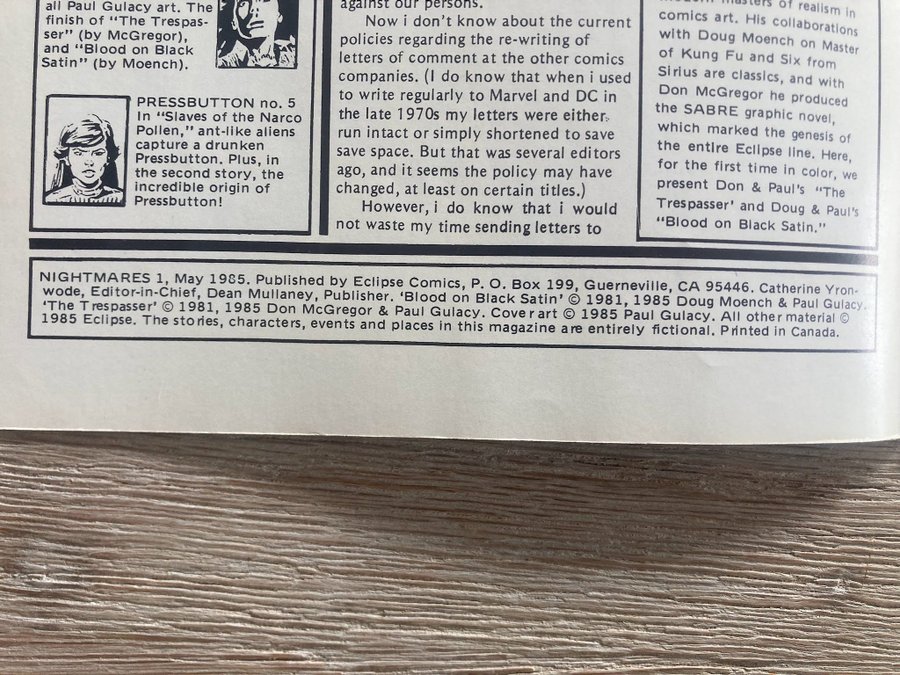 all Paul Gulacy art. The
finish of "The Trespas-
ser" (by McGregor),
and "Blood on Black
Satin" (by Moench).
PRESSBUTTON no. 5
In "Slaves of the Narco
Pollen," ant-like aliens
capture a drunken
Pressbutton. Plus, in
the second story, the
incredible origin of
Pressbutton!
against our persons.
Now i don't know about the current
policies regarding the re-writing of
letters of comment at the other comics
companies. (I do know that when i used
to write regularly to Marvel and DC in
the late 1970s my letters were either
run intact or simply shortened to save
save space. But that was several editors
ago, and it seems the policy may have
changed, at least on certain titles.)
However, i do know that i would
not waste my time sending letters to
modern masters of realism in
comics art. His collaborations
with Doug Moench on Master
of Kung Fu and Six from
Sirius are classics, and with
Don McGregor he produced
the SABRE graphic novel,
which marked the genesis of
the entire Eclipse line. Here,
for the first time in color, we
present Don & Paul's "The
Trespasser' and Doug & Paul's
"Blood on Black Satin."
NIGHTMARES 1, May 1985. Published by Eclipse Comics, P. O. Box 199, Guerneville, CA 95446. Catherine Yron-
wode, Editor-in-Chief, Dean Mullaney, Publisher. 'Blood on Black Satin' © 1981, 1985 Doug Moench & Paul Gulacy.
'The Trespasser' © 1981, 1985 Don McGregor & Paul Gulacy. Cover art © 1985 Paul Gulacy. All other material ©
1985 Eclipse. The stories, characters, events and places in this magazine are entirely fictional. Printed in Canada.